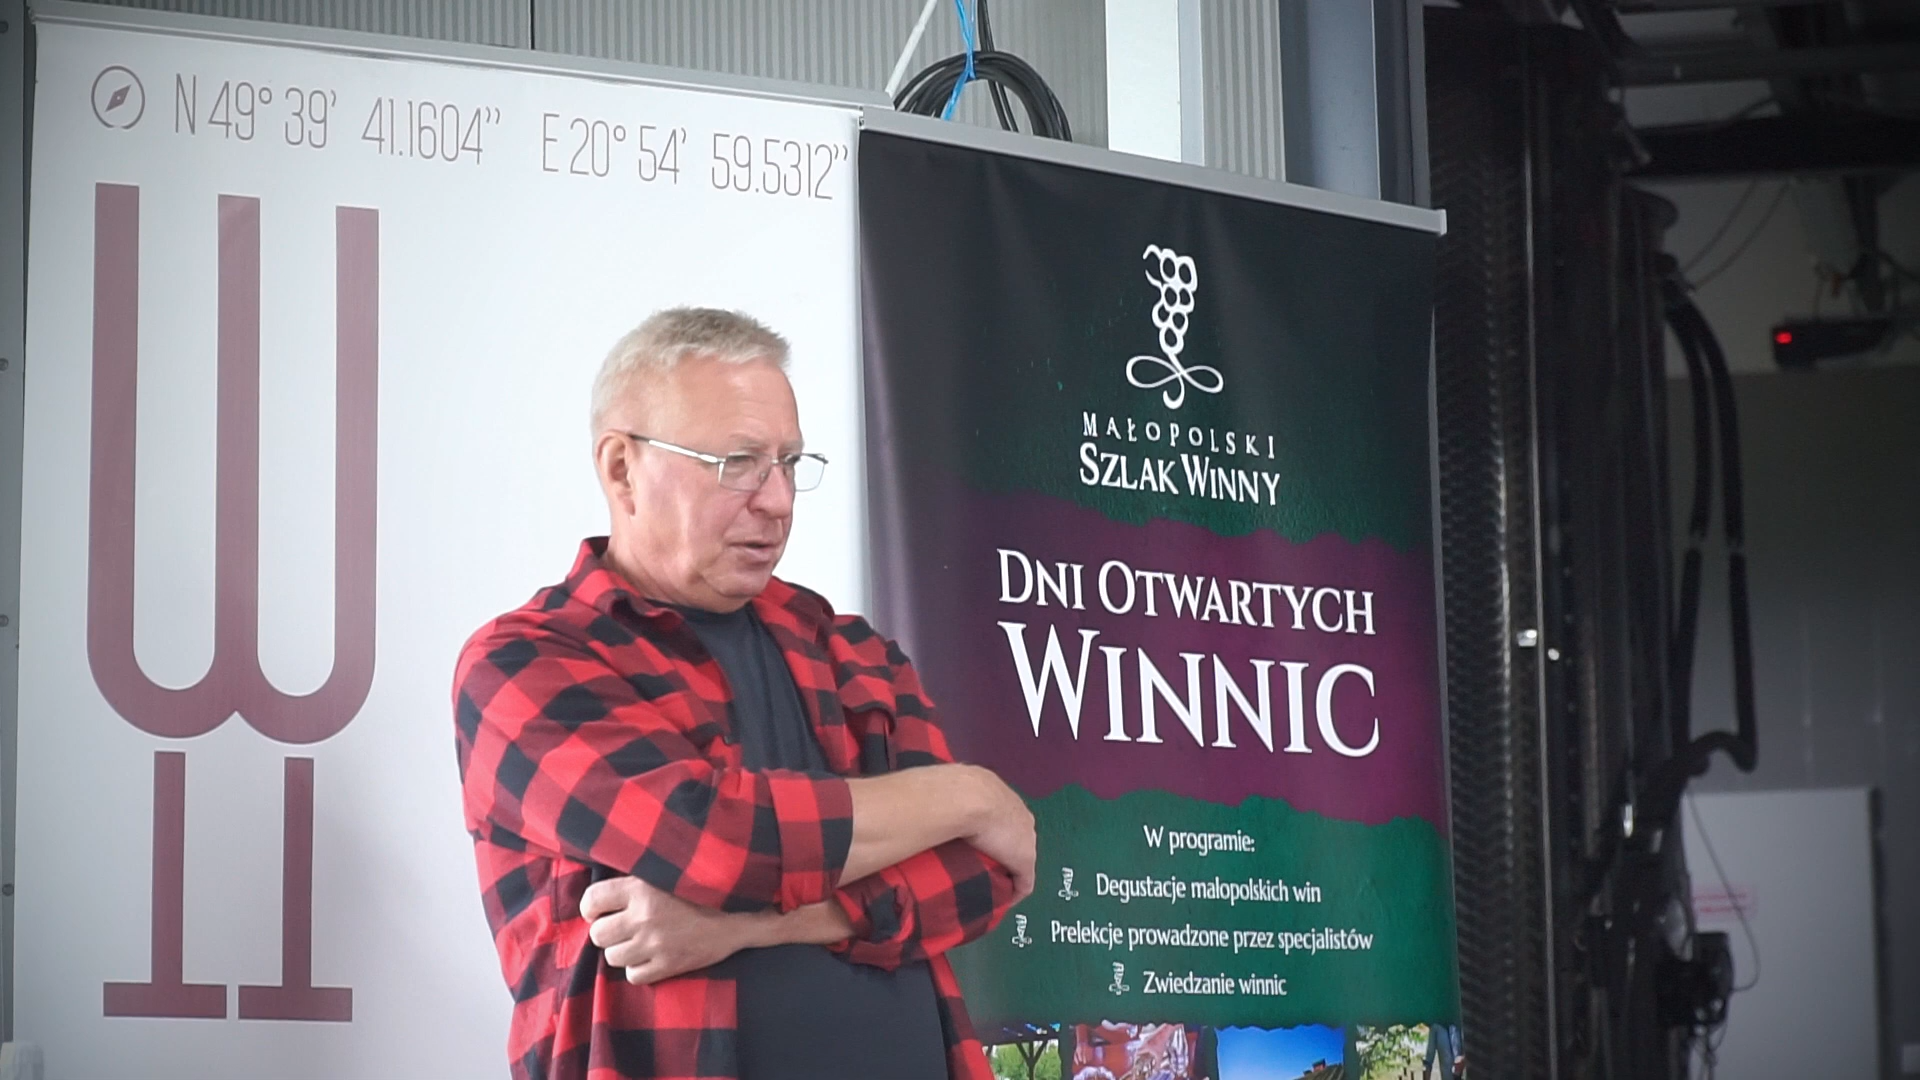 N 49° 39’ 41.1604” E 20° 54’ 59.5312”
MAŁOPOLSKI
SZLAK WINNY
DNI OTWARTYCH
WINNIC
W programie:
Degustacje małopolskich win
Prelekcje prowadzone przez specjalistów
Zwiedzanie winnic